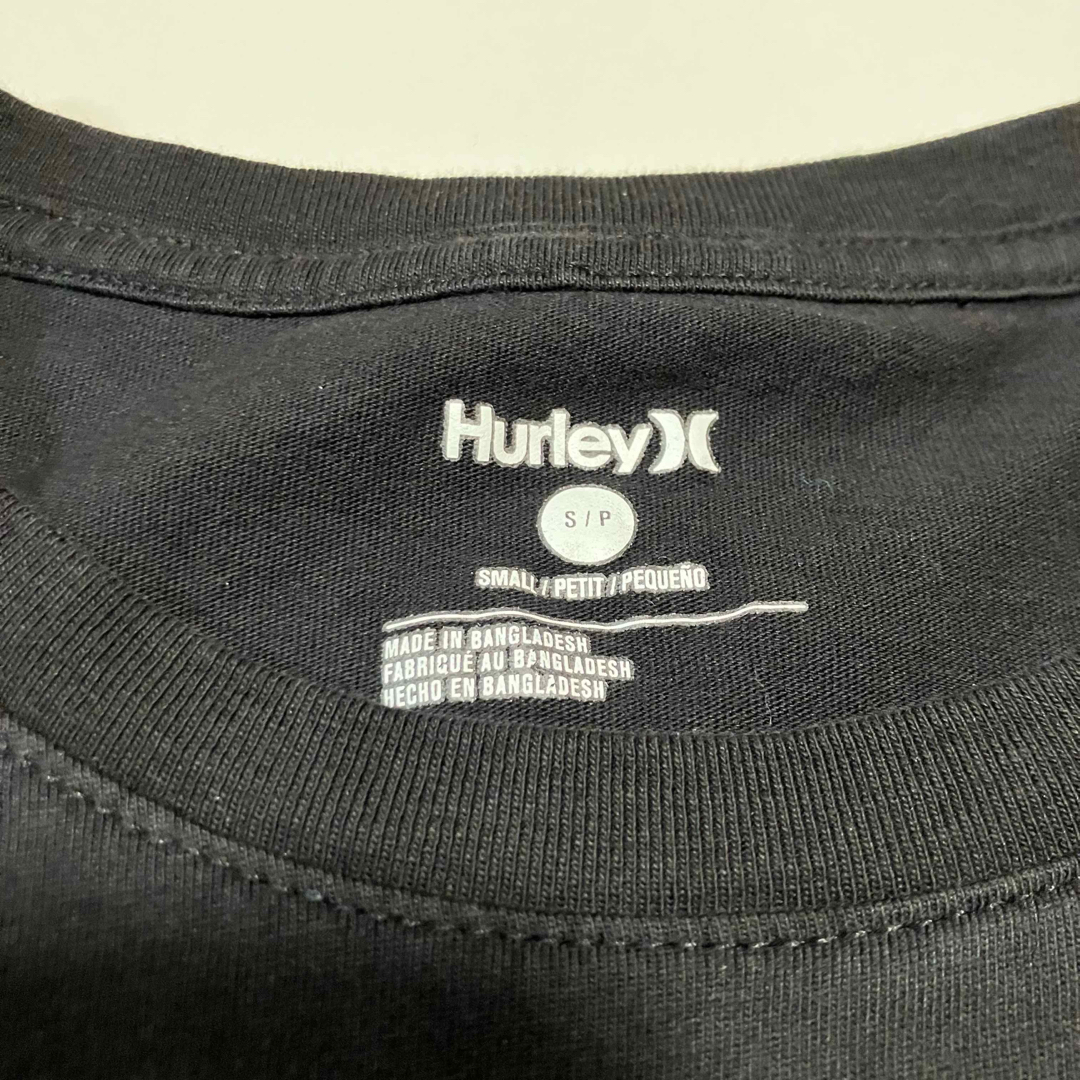 Hurley
S / P
SMALL / PETIT / PEQUEÑO
MADE IN BANGLADESH
FABRIQUÉ AU BANGLADESH
HECHO EN BANGLADESH